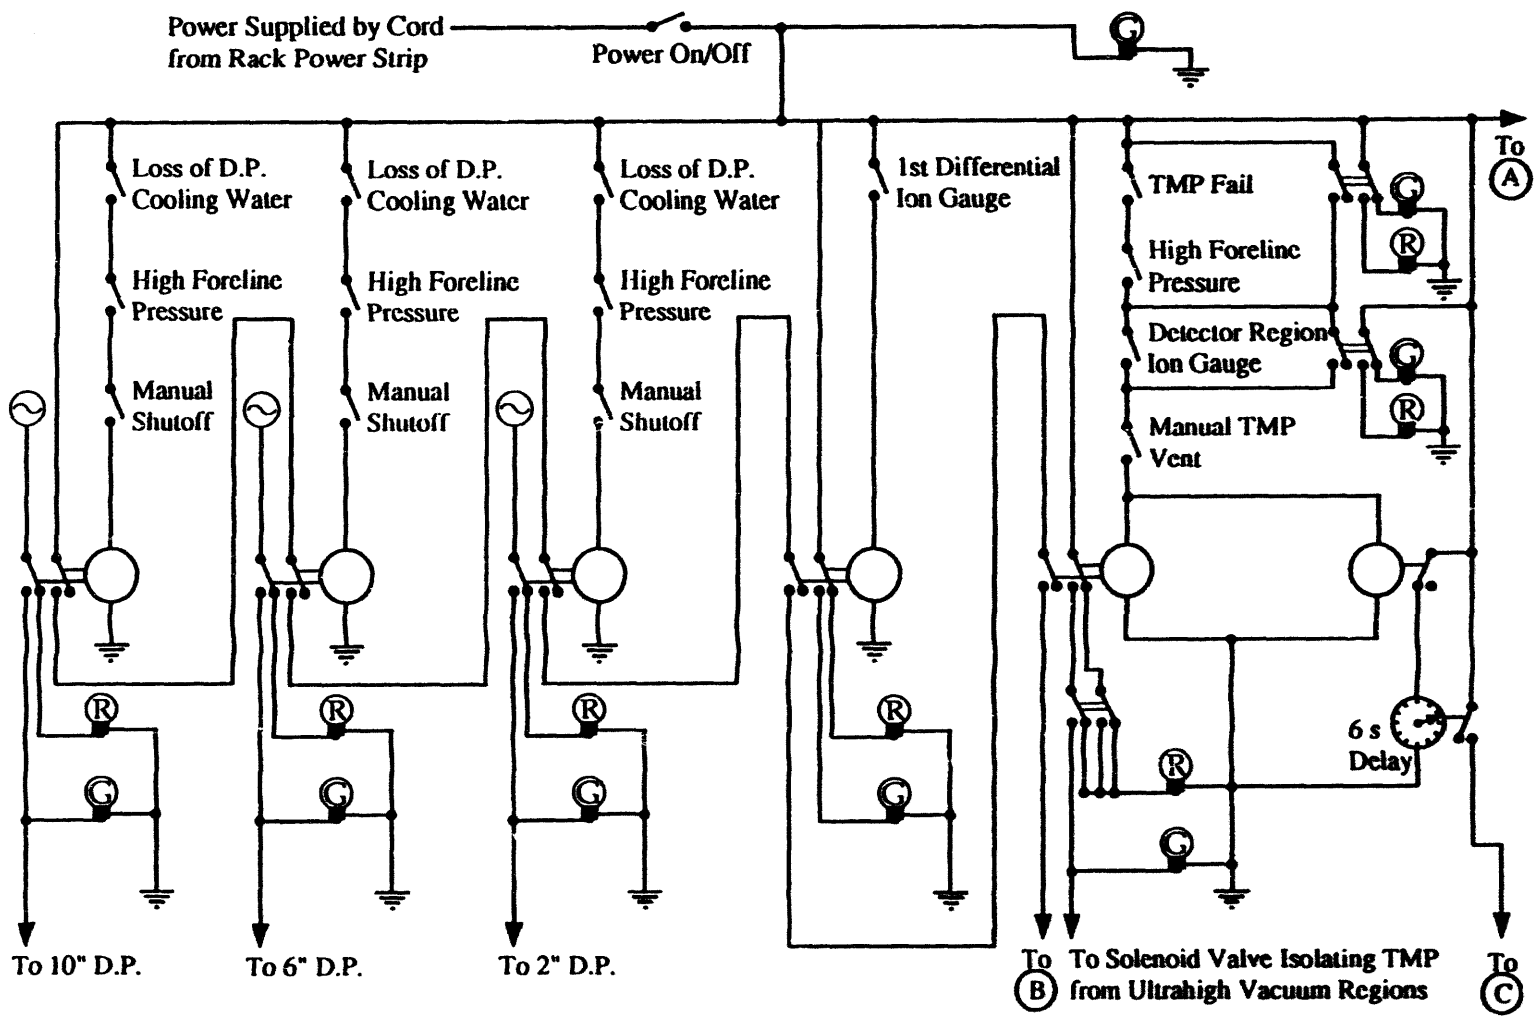 Power Supplied by Cord
from Rack Power Strip
Power On/Off
G
To
A
Loss of D.P.
Cooling Water
Loss of D.P.
Cooling Water
Loss of D.P.
Cooling Water
1st Differential
Ion Gauge
TMP Fail
G
R
High Foreline
Pressure
High Foreline
Pressure
High Foreline
Pressure
High Foreline
Pressure
Detector Region
Ion Gauge
G
R
Manual
Shutoff
Manual
Shutoff
Manual
Shutoff
Manual TMP
Vent
R
R
R
R
6 s
Delay
R
G
G
G
G
G
To 10" D.P.
To 6" D.P.
To 2" D.P.
To
B
To Solenoid Valve Isolating TMP
from Ultrahigh Vacuum Regions
To
C